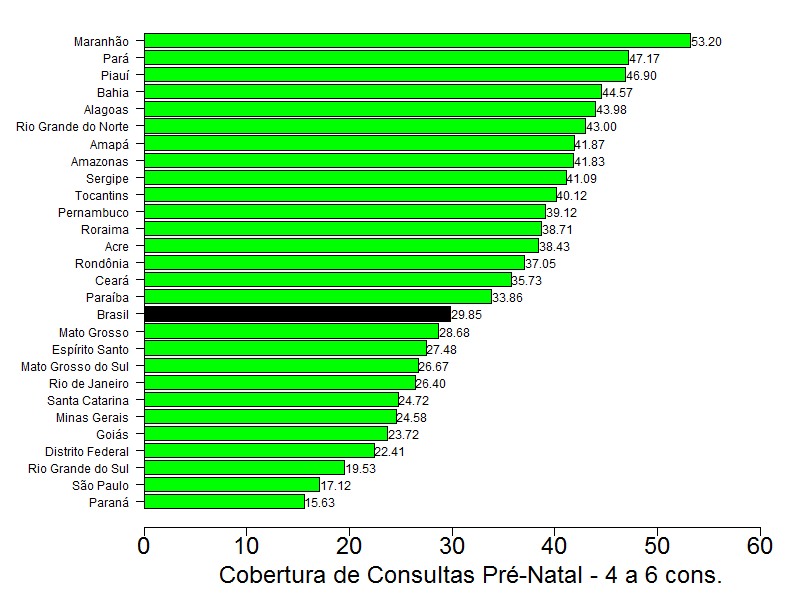 Maranhão 53.20
Pará 47.17
Piauí 46.90
Bahia 44.57
Alagoas 43.98
Rio Grande do Norte 43.00
Amapá 41.87
Amazonas 41.83
Sergipe 41.09
Tocantins 40.12
Pernambuco 39.12
Roraima 38.71
Acre 38.43
Rondônia 37.05
Ceará 35.73
Paraíba 33.86
Brasil 29.85
Mato Grosso 28.68
Espírito Santo 27.48
Mato Grosso do Sul 26.67
Rio de Janeiro 26.40
Santa Catarina 24.72
Minas Gerais 24.58
Goiás 23.72
Distrito Federal 22.41
Rio Grande do Sul 19.53
São Paulo 17.12
Paraná 15.63
0 10 20 30 40 50 60
Cobertura de Consultas Pré-Natal - 4 a 6 cons.